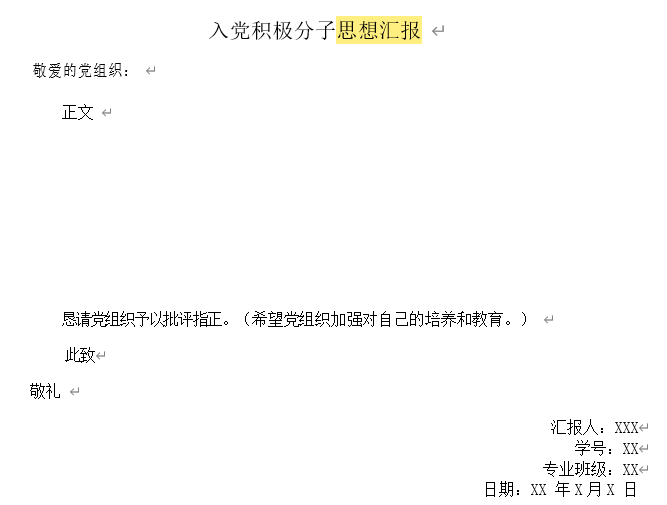 入党积极分子思想汇报
敬爱的党组织：
正文
恳请党组织予以批评指正。（希望党组织加强对自己的培养和教育。）
此致
敬礼
汇报人：XXX
学号：XX
专业班级：XX
日期：XX 年 X 月 X 日